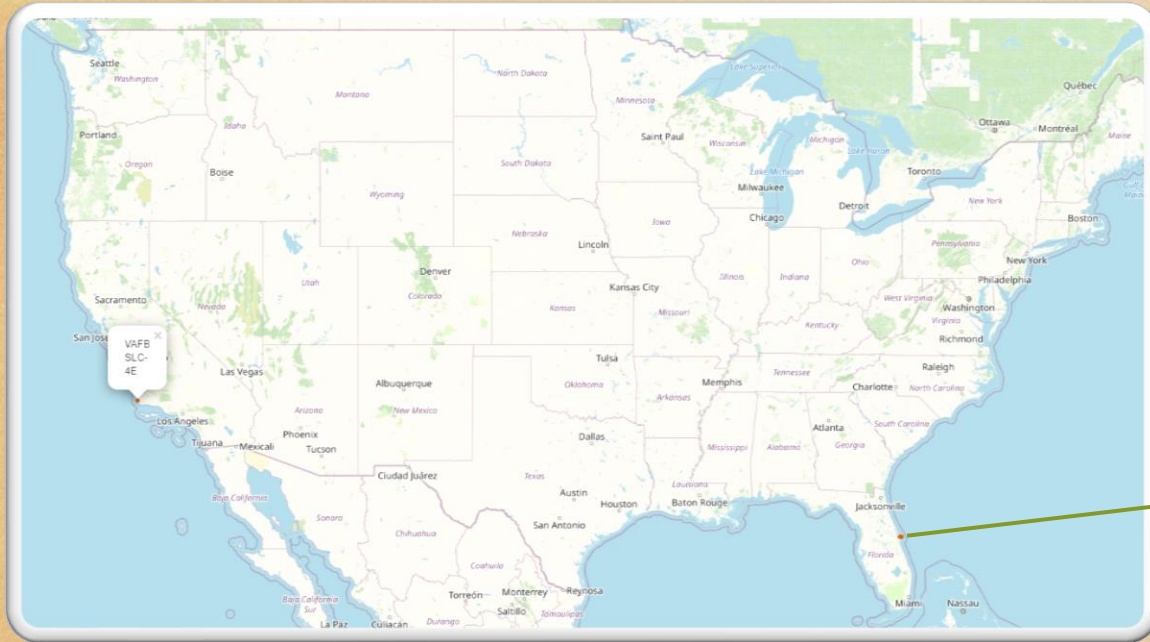 Seattle
Washington
Montana
North Dakota
Minnesota
Lake Superior
Québec
Portland
Oregon
Idaho
Boise
Saint Paul
Wisconsin
Michigan
Lake Huron
Ottawa
Montréal
Maine
Wyoming
South Dakota
Lake Michigan
Milwaukee
Chicago
Detroit
Toronto
New York
Boston
Iowa
Nebraska
Lincoln
Pennsylvania
New York
Philadelphia
Denver
Colorado
Utah
Nevada
Sacramento
Kansas
Kansas City
Missouri
Illinois
Indiana
Ohio
West Virginia
Washington
Virginia
Richmond
Kentucky
San Jose
VAFB
SLC-
4E
×
Las Vegas
Albuquerque
New Mexico
Arizona
Phoenix
Tucson
Tulsa
Oklahoma
Arkansas
Memphis
Tennessee
Charlotte
Raleigh
North Carolina
South Carolina
Atlanta
Georgia
Alabama
Mississippi
Los Angeles
Tijuana
Mexicali
Ciudad Juárez
Dallas
Texas
Austin
Houston
San Antonio
Louisiana
Baton Rouge
Jacksonville
Florida
Miami
Nassau
Baja California
Sonora
Chihuahua
Coahuila
Baja California
Sur
La Paz
Culiacán
Durango
Torreón
Monterrey
Saltillo
Reynosa
Tamaulipas